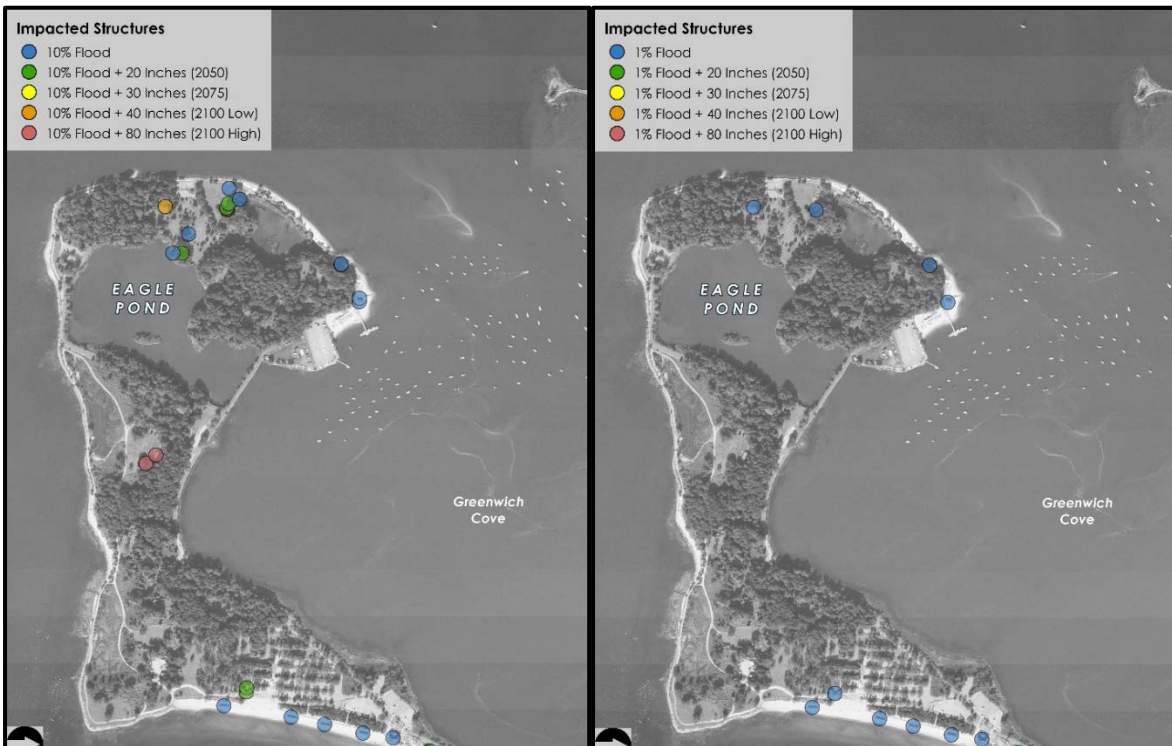 Impacted Structures
10% Flood
10% Flood + 20 Inches (2050)
10% Flood + 30 Inches (2075)
10% Flood + 40 Inches (2100 Low)
10% Flood + 80 Inches (2100 High)
EAGLE
POND
Greenwich
Cove
Impacted Structures
1% Flood
1% Flood + 20 Inches (2050)
1% Flood + 30 Inches (2075)
1% Flood + 40 Inches (2100 Low)
1% Flood + 80 Inches (2100 High)
EAGLE
POND
Greenwich
Cove